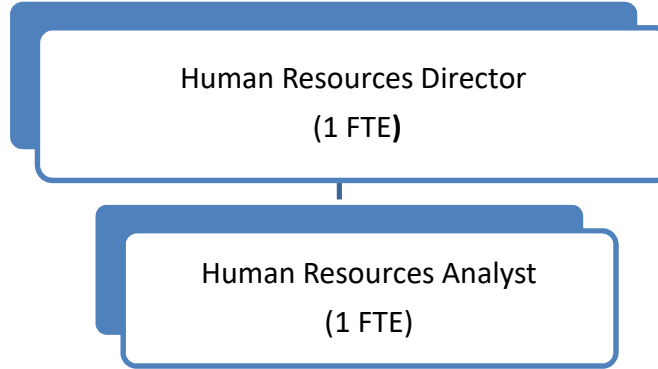 Human Resources Director
(1 FTE)
Human Resources Analyst
(1 FTE)